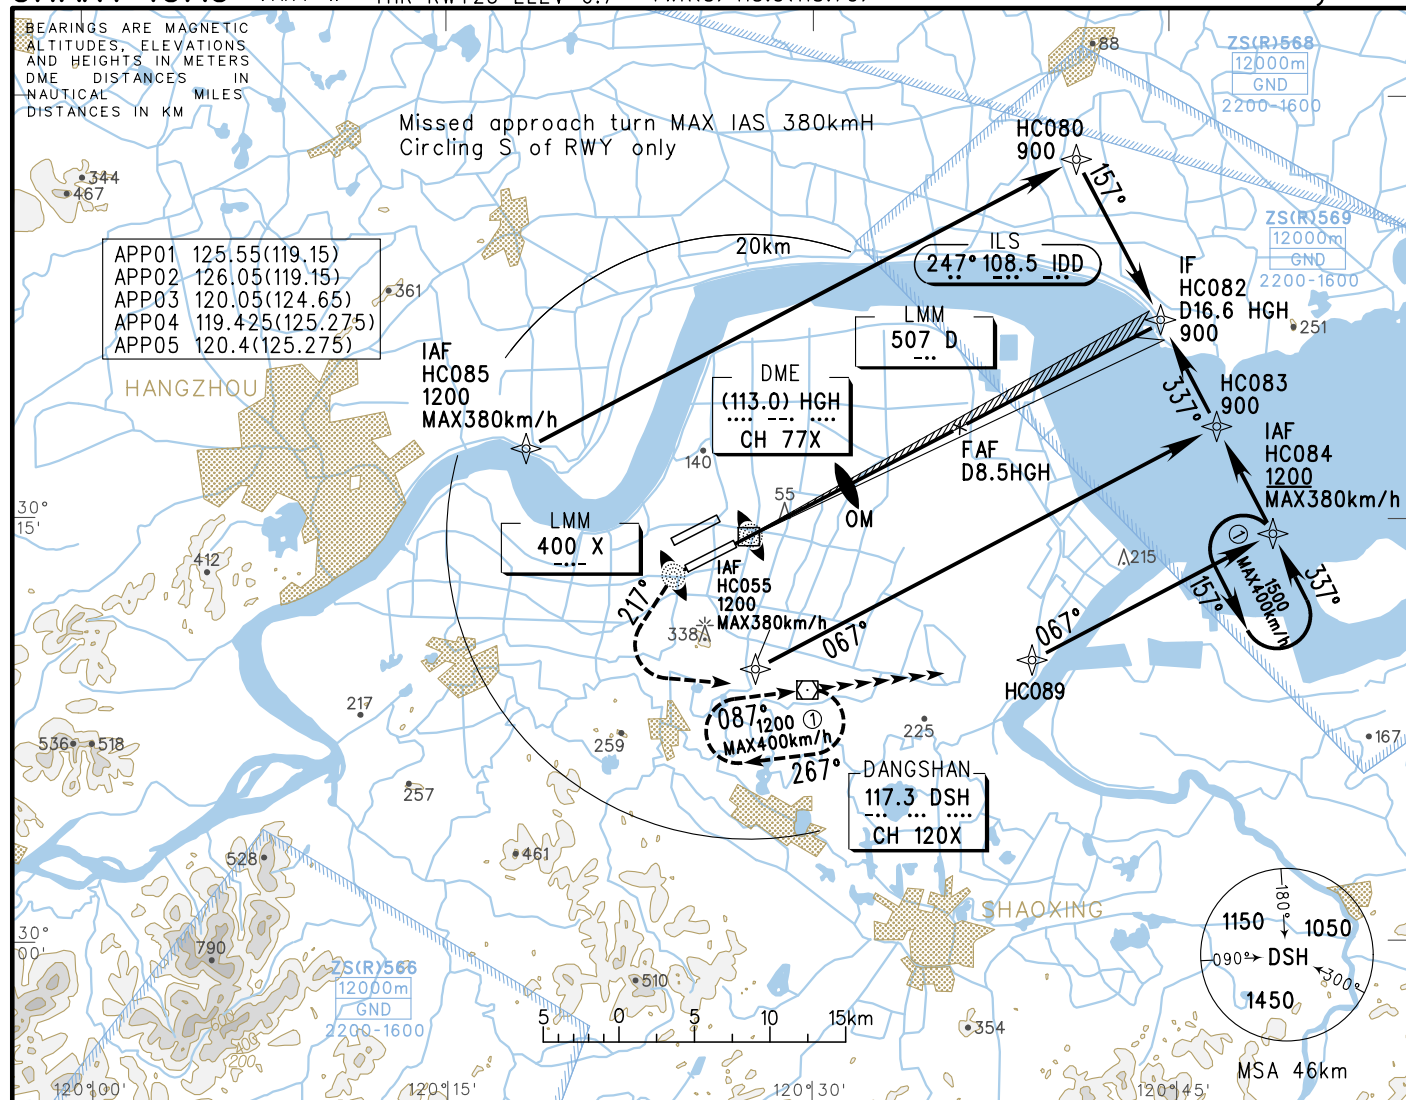 THR RWY25 ELEV 6.7
BEARINGS ARE MAGNETIC
ALTITUDES, ELEVATIONS
AND HEIGHTS IN METERS
DME DISTANCES IN
NAUTICAL MILES
DISTANCES IN KM
Missed approach turn MAX IAS 380kmH
Circling S of RWY only
88
ZS(R)568
12000m
GND
2200-1600
HC080
900
157°
344
467
ZS(R)569
12000m
GND
2200-1600
APP01 125.55(119.15)
APP02 126.05(119.15)
APP03 120.05(124.65)
APP04 119.425(125.275)
APP05 120.4(125.275)
361
20km
ILS
247° 108.5 IDD
IF
HC082
D16.6 HGH
900
251
LMM
507 D
IAF
HC085
1200
MAX380km/h
HANGZHOU
DME
(113.0) HGH
CH 77X
337°
HC083
900
IAF
HC084
1200
MAX380km/h
FAF
D8.5HGH
140
55
OM
30°
15'
LMM
400 X
412
IAF
HC055
1200
MAX380km/h
217°
338
067°
215
1
1500
MAX400km/h
157°
337°
067°
HC089
217
536
518
259
087°
1200 1
MAX400km/h
267°
225
167
257
DANGSHAN
117.3 DSH
CH 120X
528
461
SHAOXING
790
30°
00'
ZS(R)566
12000m
GND
2200-1600
510
354
5 0 5 10 15km
180°
1150
1050
090°
DSH
300°
1450
MSA 46km
200
120°00'
120°15'
120°30'
120°45'